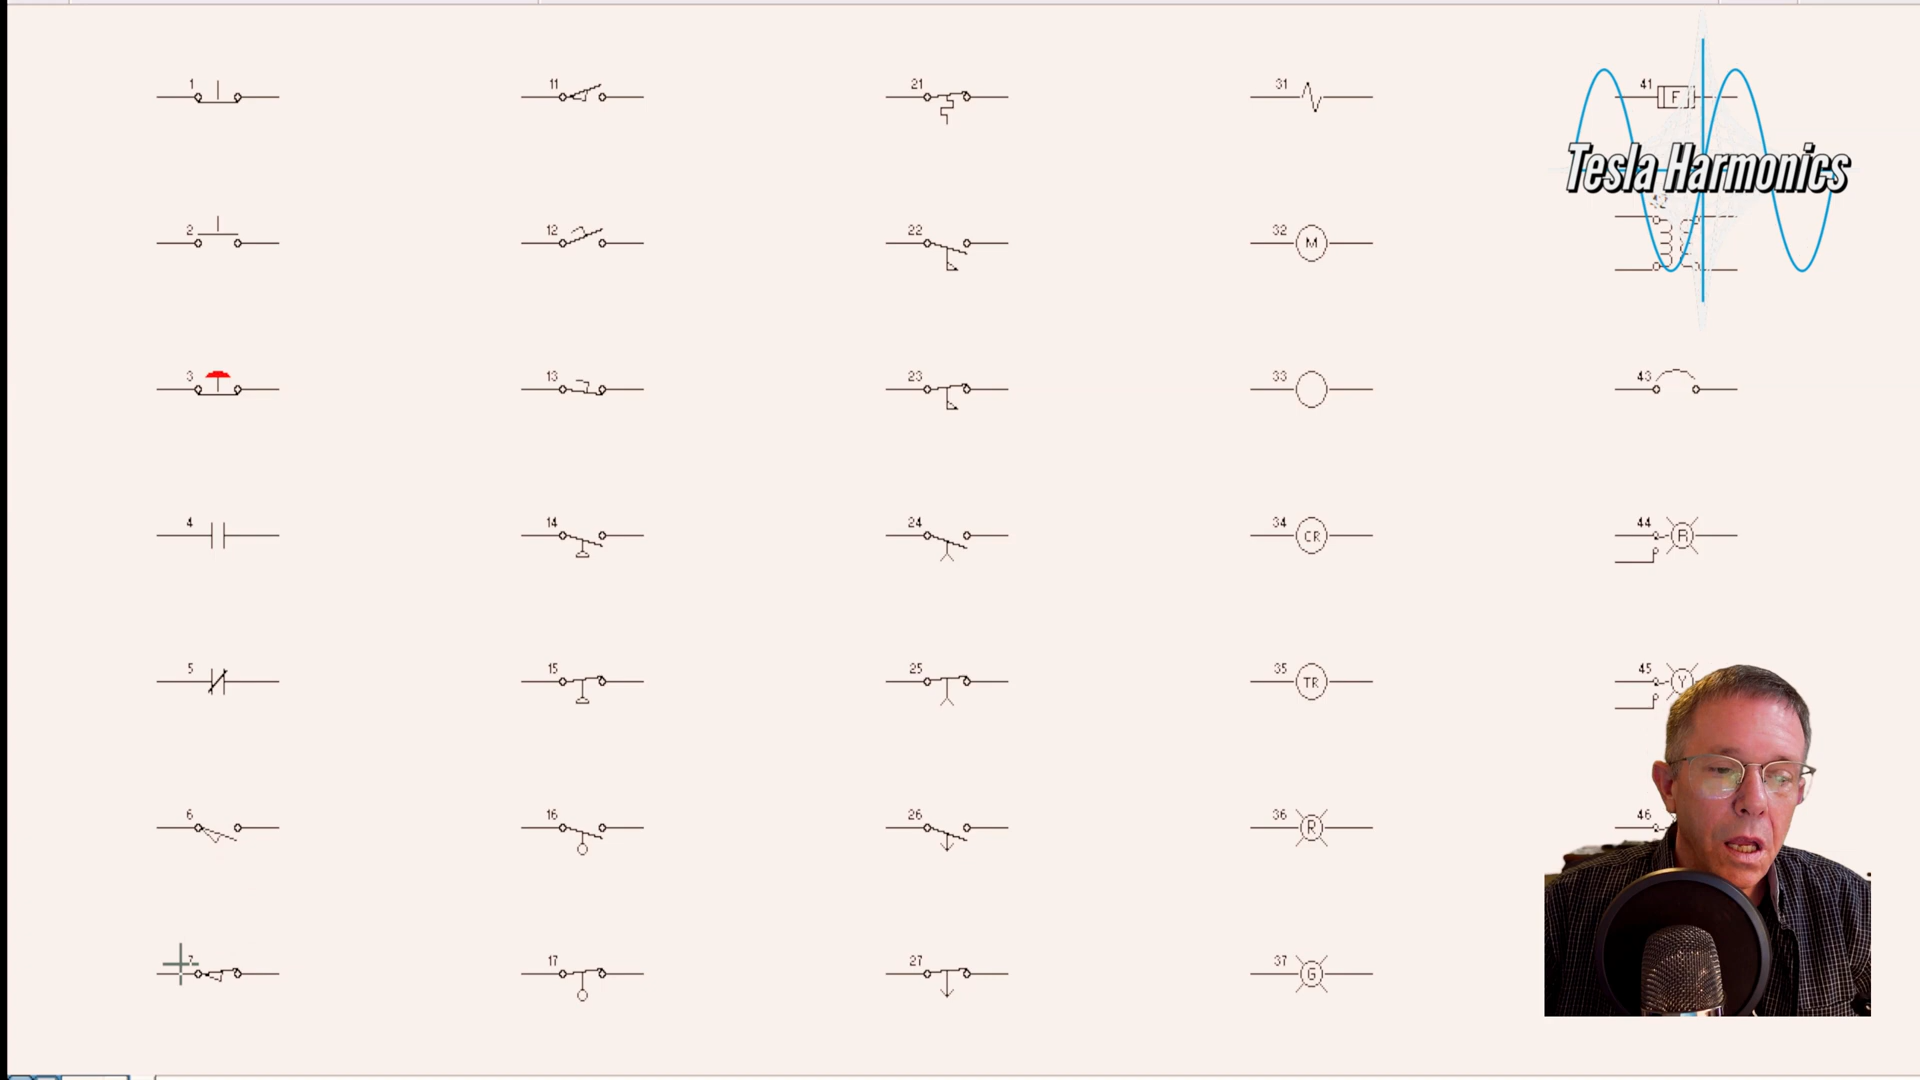 1 11 21 31 41
F
Tesla Harmonics
2 12 22 32
M
3 13 23 33 43
4 14 24 34 44
CR R
5 15 25 35 45
TR Y
6 16 26 36 46
R
7 17 27 37
G